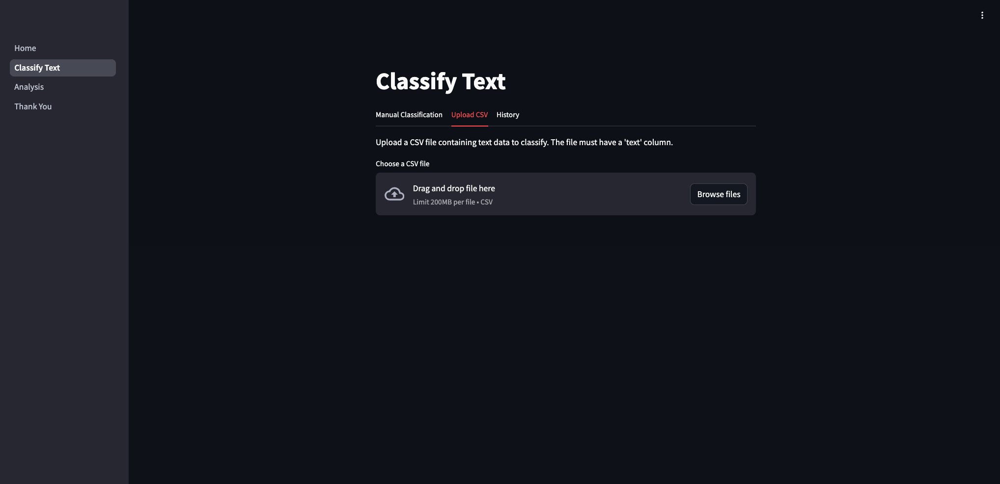 Home
Classify Text
Analysis
Thank You
Classify Text
Manual Classification Upload CSV History
Upload a CSV file containing text data to classify. The file must have a 'text' column.
Choose a CSV file
Drag and drop file here
Limit 200MB per file • CSV
Browse files